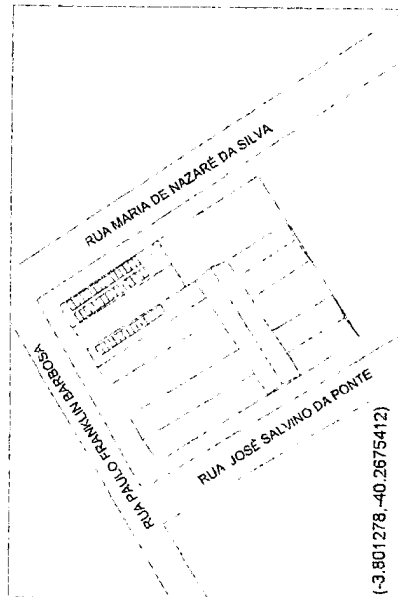 RUA MARIA DE NAZARÉ DA SILVA
RUA PAULO FRANKLIN BARBOSA
RUA JOSÉ SALVINO DA PONTE
(-3.801278,-40.2675412)